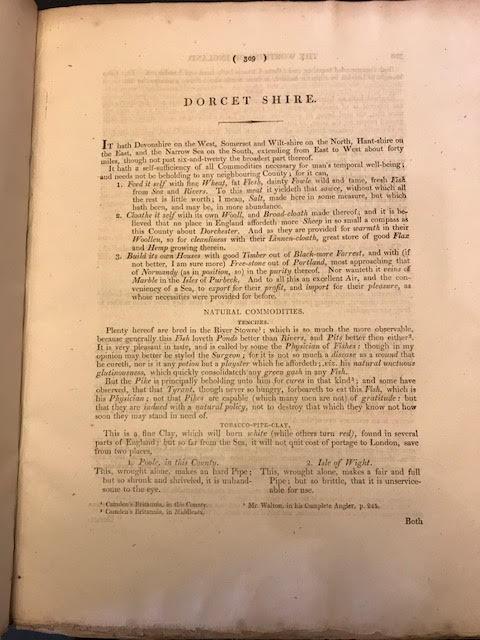 ( 309 )
DORCET SHIRE.
IT hath Devonshire on the West, Somerset and Wilt-shire on the North, Hant-shire on
the East, and the Narrow Sea on the South, extending from East to West about forty
miles, though not past six-and-twenty the broadest part thereof.
It hath a self-sufficiency of all Commodities necessary for man's temporal well-being;
and needs not be beholding to any neighbouring County; for it can,
1. Feed it self with fine Wheat, fat Flesh, dainty Fowle wild and tame, fresh Fish
from Sea and Rivers. To this meat it yieldeth that sauce, without which all
the rest is little worth; I mean, Salt, made here in some measure, but which
hath been, and may be, in more abundance.
2. Cloath it self with its own Wooll, and Broad-cloath made thereof; and it is be-
lieved that no place in England affordeth more Sheep in so small a compass as
this County about Dorchester. And as they are provided for warmth in their
Woollen, so for cleanliness with their Linnen-cloath, great store of good Flax
and Hemp growing therein.
3. Build its own Houses with good Timber out of Black-more Forrest, and with (if
not better, I am sure more) Free-stone out of Portland, most approaching that
of Normandy (as in position, so) in the purity thereof. Nor wanteth it veins of
Marble in the Isles of Purbeck. And to all this an excellent Air, and the con-
veniency of a Sea, to export for their profit, and import for their pleasure, as
whose necessities were provided for before.
NATURAL COMMODITIES.
TENCHES.
Plenty hereof are bred in the River Stowre¹; which is so much the more observable,
because generally this Fish loveth Ponds better than Rivers, and Pits better then either².
It is very pleasant in taste, and is called by some the Physician of Fishes; though in my
opinion may better be styled the Surgeon; for it is not so much a disease as a wound that
he cureth, nor is it any potion but a playster which he affordeth; viz. his natural unctuous
glutinousness, which quickly consolidateth any green gash in any Fish.
But the Pike is principally beholding unto him for cures in that kind³; and some have
observed, that that Tyrant, though never so hungry, forbeareth to eat this Fish, which is
his Physician; not that Pikes are capable (which many men are not) of gratitude: but
that they are indued with a natural policy, not to destroy that which they know not how
soon they may stand in need of.
TOBACCO-PIPE-CLAY.
This is a fine Clay, which will burn white (while others turn red), found in several
parts of England; but so far from the Sea, it will not quit cost of portage to London, save
from two places,
1. Poole, in this County.
This, wrought alone, makes an hard Pipe;
but so shrunk and shriveled, it is unhand-
some to the eye.
2. Isle of Wight.
This, wrought alone, makes a fair and full
Pipe; but so brittle, that it is unservice-
able for use.
¹ Camden's Britannia, in this County.
² Camden's Britannia, in Middlesex.
³ Mr. Walton, in his Complete Angler, p. 245.
Both